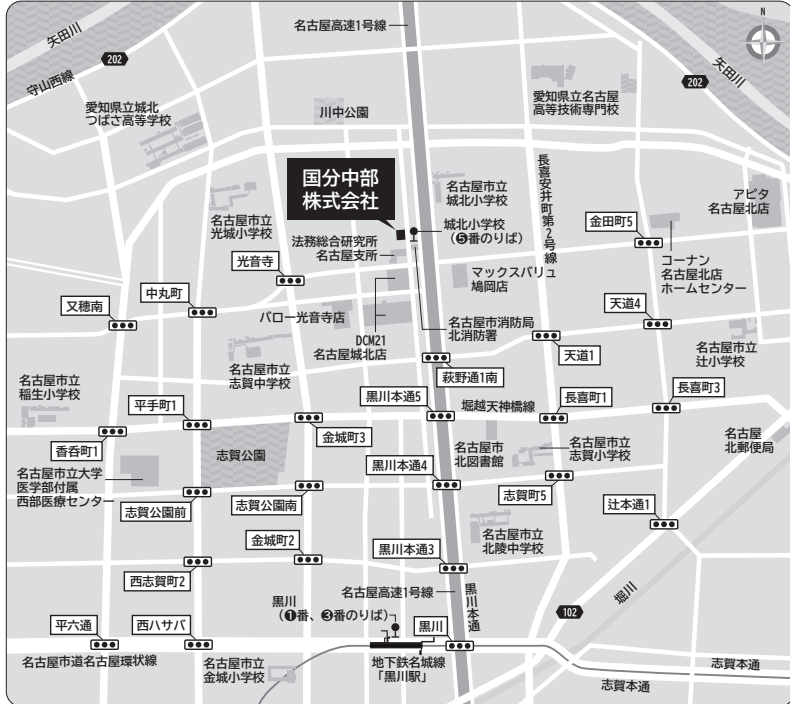 名古屋高速1号線
矢田川
202
守山西線
愛知県立城北
つばさ高等学校
川中公園
愛知県立名古屋
高等技術専門校
202
矢田川
N
国分中部
株式会社
名古屋市立
光城小学校
名古屋市立
城北小学校
城北小学校
(❺番のりば)
法務総合研究所
名古屋支所
長喜安井町第2号線
金田町5
アピタ
名古屋北店
コーナン
名古屋北店
ホームセンター
マックスバリュ
鳩岡店
光音寺
中丸町
又穂南
バロー光音寺店
DCM21
名古屋城北店
名古屋市消防局
北消防署
天道4
天道1
名古屋市立
辻小学校
名古屋市立
志賀中学校
萩野通1南
名古屋市立
稲生小学校
平手町1
黒川本通5
堀越天神橋線
長喜1
長喜町3
香呑町1
金城町3
志賀公園
名古屋市
北図書館
名古屋市立
志賀小学校
名古屋
北郵便局
名古屋市立大学
医学部付属
西部医療センター
黒川本通4
志賀公園前
志賀公園南
志賀町5
辻本通1
名古屋市立
北陵中学校
金城町2
黒川本通3
西志賀町2
名古屋高速1号線
黒川本通
黒川
(❶番、❸番のりば)
102
堀川
平六通
西ハサバ
黒川
名古屋市道名古屋環状線
名古屋市立
金城小学校
地下鉄名城線
「黒川駅」
志賀本通
志賀本通